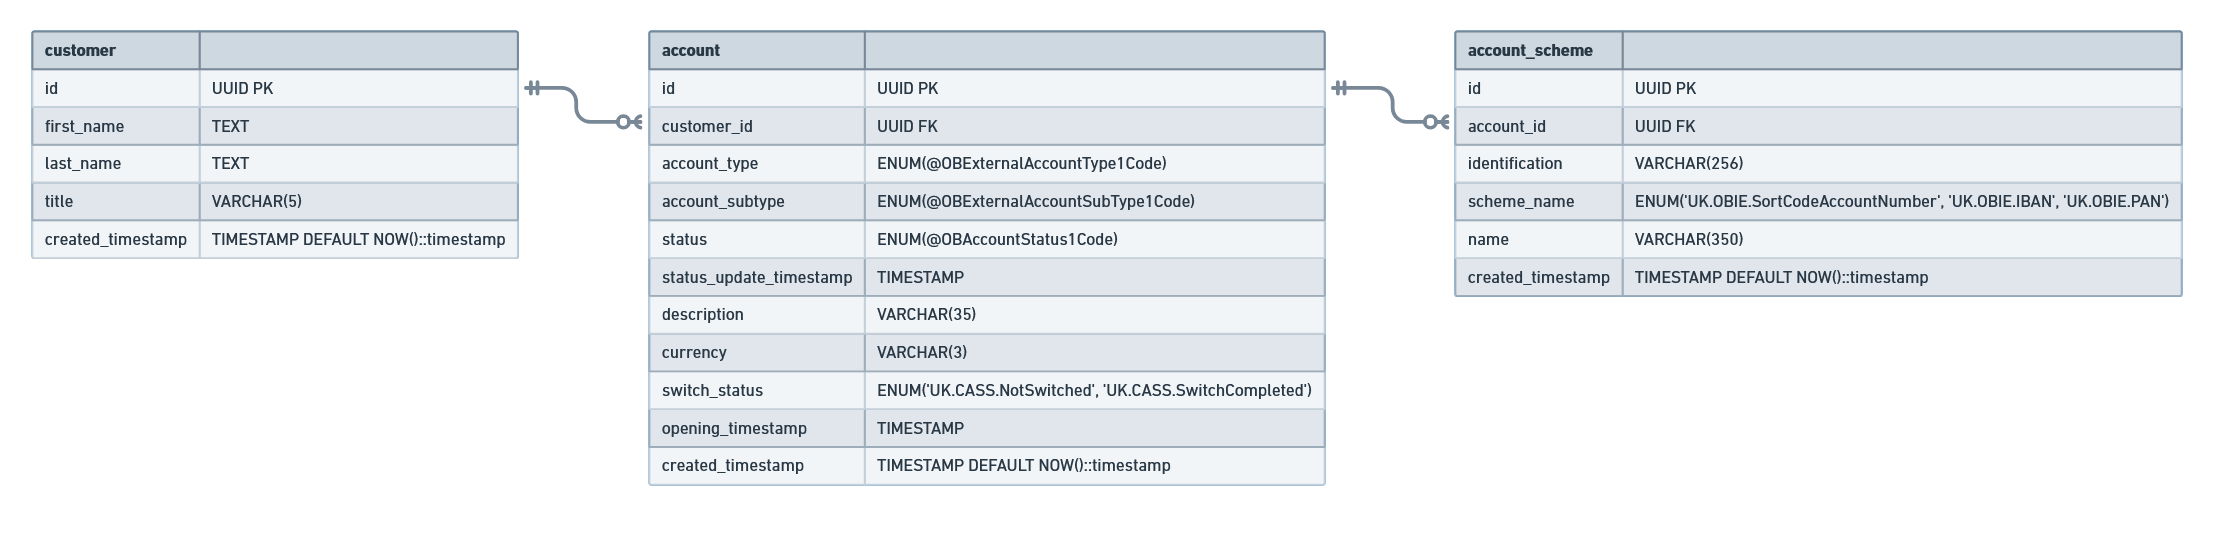 customer
id UUID PK
first_name TEXT
last_name TEXT
title VARCHAR(5)
created_timestamp TIMESTAMP DEFAULT NOW()::timestamp
account
id UUID PK
customer_id UUID FK
account_type ENUM(@OBExternalAccountType1Code)
account_subtype ENUM(@OBExternalAccountSubType1Code)
status ENUM(@OBAccountStatus1Code)
status_update_timestamp TIMESTAMP
description VARCHAR(35)
currency VARCHAR(3)
switch_status ENUM('UK.CASS.NotSwitched', 'UK.CASS.SwitchCompleted')
opening_timestamp TIMESTAMP
created_timestamp TIMESTAMP DEFAULT NOW()::timestamp
account_scheme
id UUID PK
account_id UUID FK
identification VARCHAR(256)
scheme_name ENUM('UK.OBIE.SortCodeAccountNumber', 'UK.OBIE.IBAN', 'UK.OBIE.PAN')
name VARCHAR(350)
created_timestamp TIMESTAMP DEFAULT NOW()::timestamp